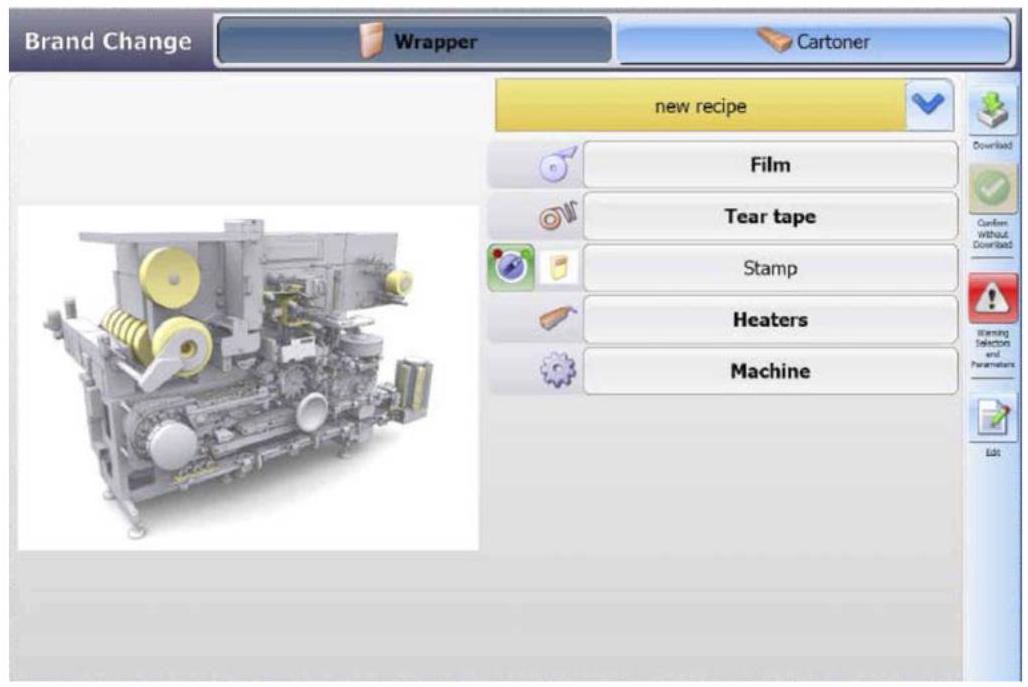 Brand Change
Wrapper
Cartoner
new recipe
Download
Film
Tear tape
Confirm
Without
Download
Stamp
Heaters
Warning
Selectors
and
Parameters
Machine
Edit